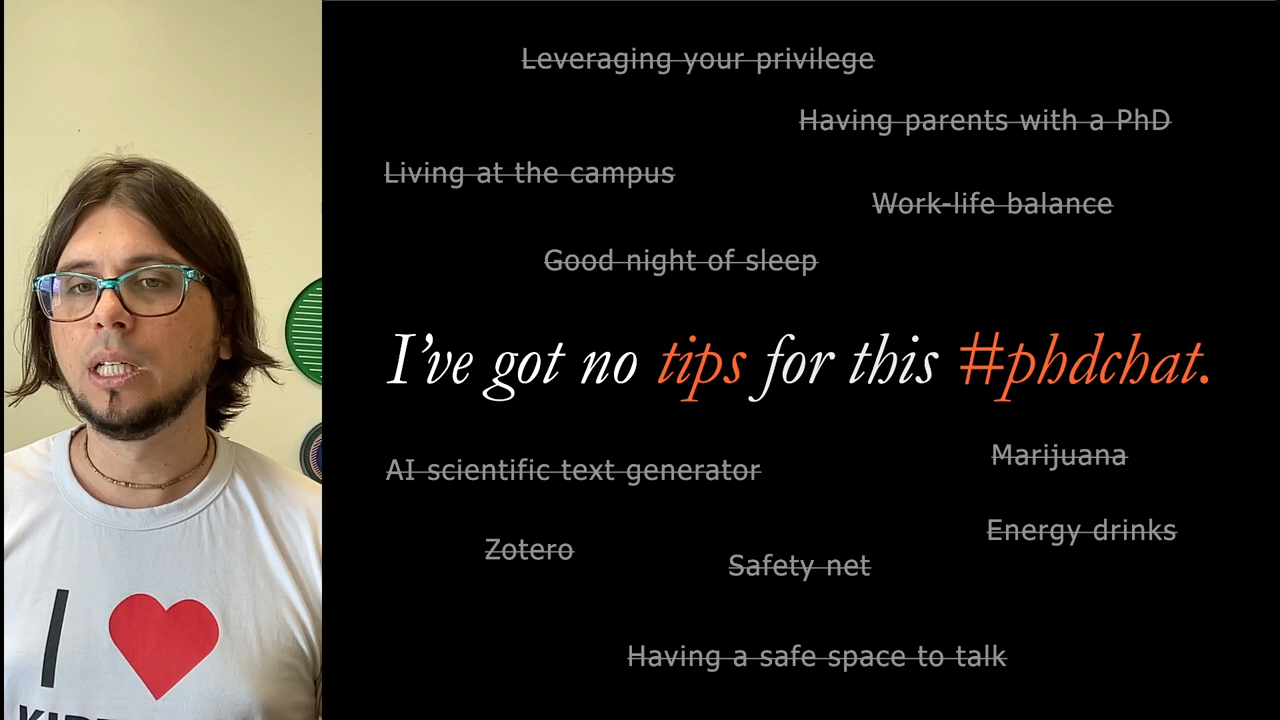 Leveraging your privilege
Having parents with a PhD
Living at the campus
Work-life balance
Good night of sleep
I've got no tips for this #phdchat.
AI scientific text generator
Marijuana
Energy drinks
Zotero
Safety net
Having a safe space to talk
I